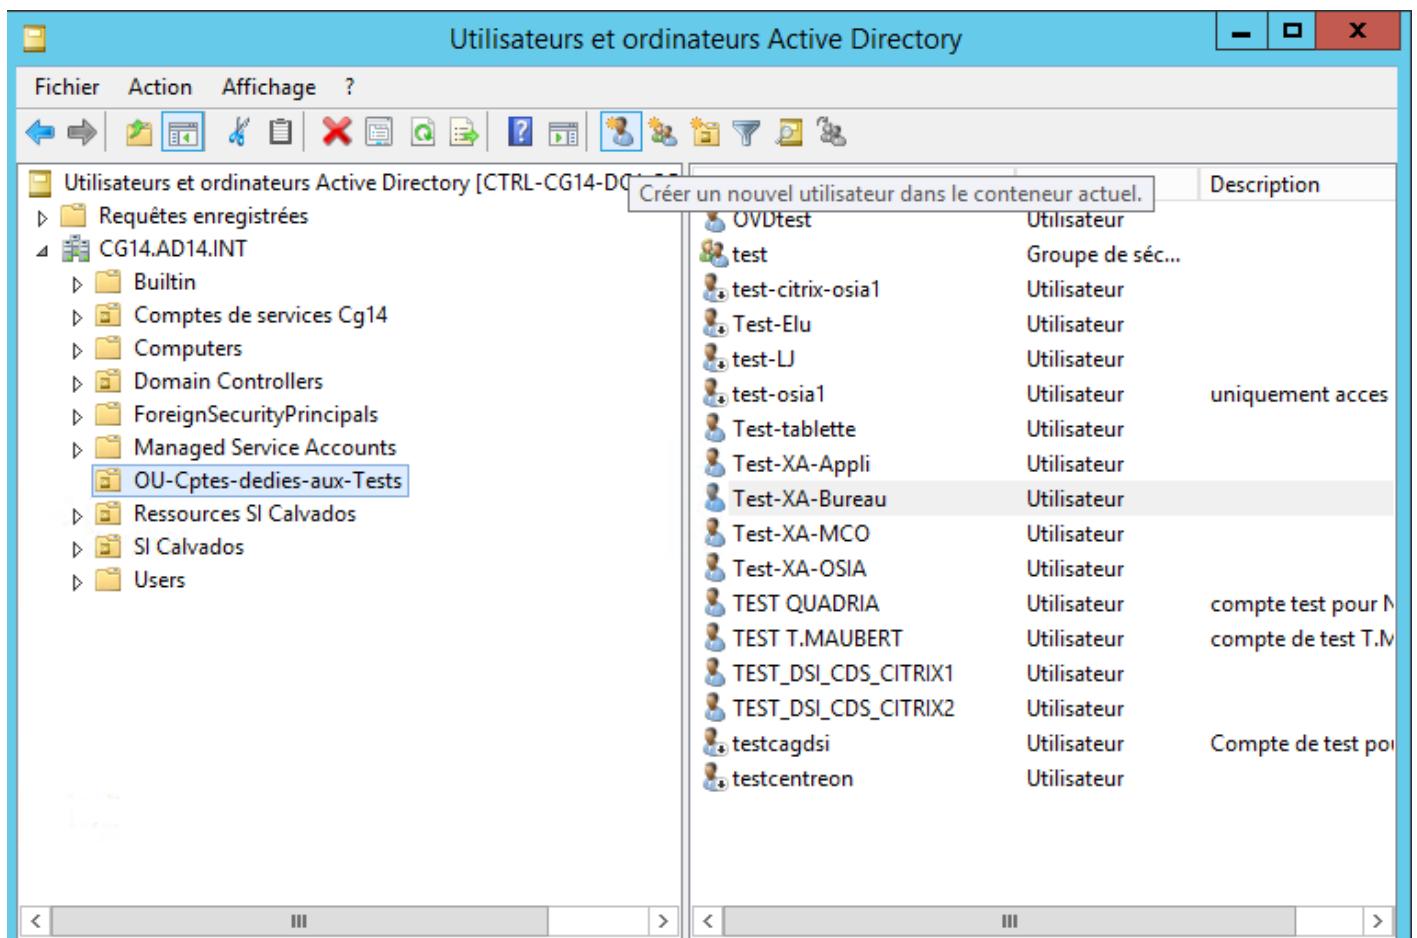 Utilisateurs et ordinateurs Active Directory
Fichier Action Affichage ?
Utilisateurs et ordinateurs Active Directory [CTRL-CG14-
Créer un nouvel utilisateur dans le conteneur actuel.
Description
Requêtes enregistrées
CG14.AD14.INT
Builtin
Comptes de services Cg14
Computers
Domain Controllers
ForeignSecurityPrincipals
Managed Service Accounts
OU-Cptes-dedies-aux-Tests
Ressources SI Calvados
SI Calvados
Users
OVDtest Utilisateur
test Groupe de séc...
test-citrix-osia1 Utilisateur
Test-Elu Utilisateur
test-LJ Utilisateur
test-osia1 Utilisateur uniquement acces
Test-tablette Utilisateur
Test-XA-Appli Utilisateur
Test-XA-Bureau Utilisateur
Test-XA-MCO Utilisateur
Test-XA-OSIA Utilisateur
TEST QUADRIA Utilisateur compte test pour
TEST T.MAUBERT Utilisateur compte de test T.M
TEST_DSI_CDS_CITRIX1 Utilisateur
TEST_DSI_CDS_CITRIX2 Utilisateur
testcagdsi Utilisateur Compte de test
testcentreon Utilisateur